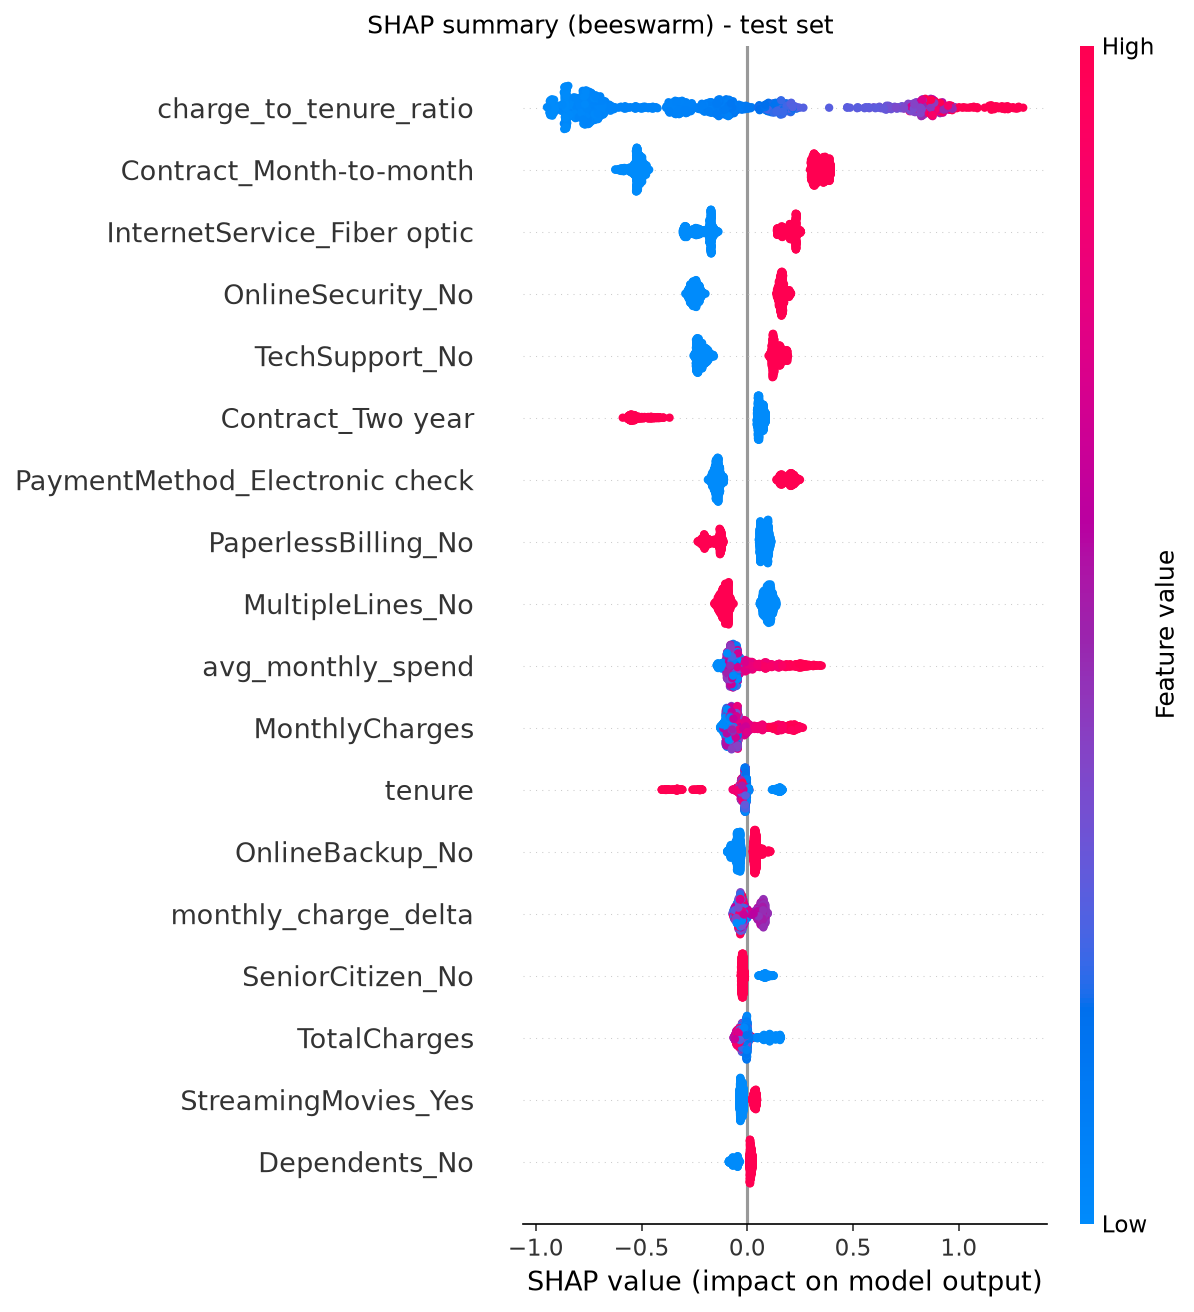 SHAP summary (beeswarm) - test set
High
charge_to_tenure_ratio
Contract_Month-to-month
InternetService_Fiber optic
OnlineSecurity_No
TechSupport_No
Contract_Two year
PaymentMethod_Electronic check
PaperlessBilling_No
MultipleLines_No
avg_monthly_spend
MonthlyCharges
tenure
OnlineBackup_No
monthly_charge_delta
SeniorCitizen_No
TotalCharges
StreamingMovies_Yes
Dependents_No
Feature value
Low
−1.0 −0.5 0.0 0.5 1.0
SHAP value (impact on model output)